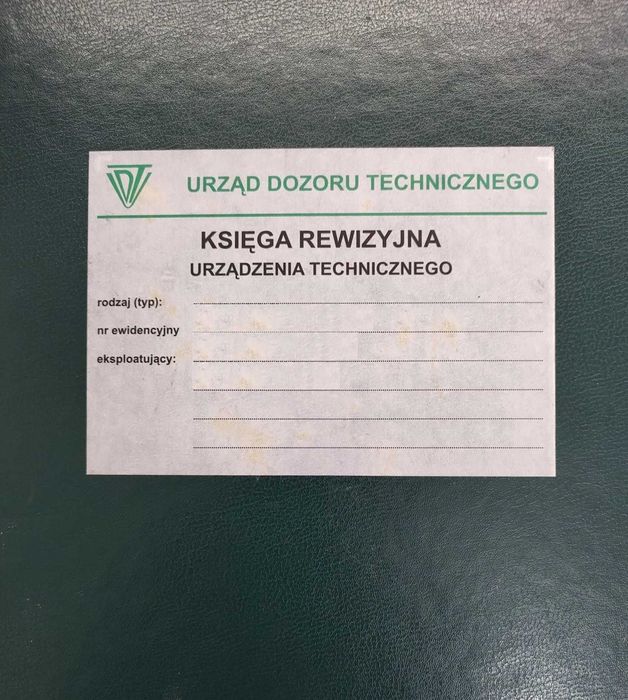 UDT
URZĄD DOZORU TECHNICZNEGO
KSIĘGA REWIZYJNA
URZĄDZENIA TECHNICZNEGO
rodzaj (typ):
nr ewidencyjny
eksploatujący: